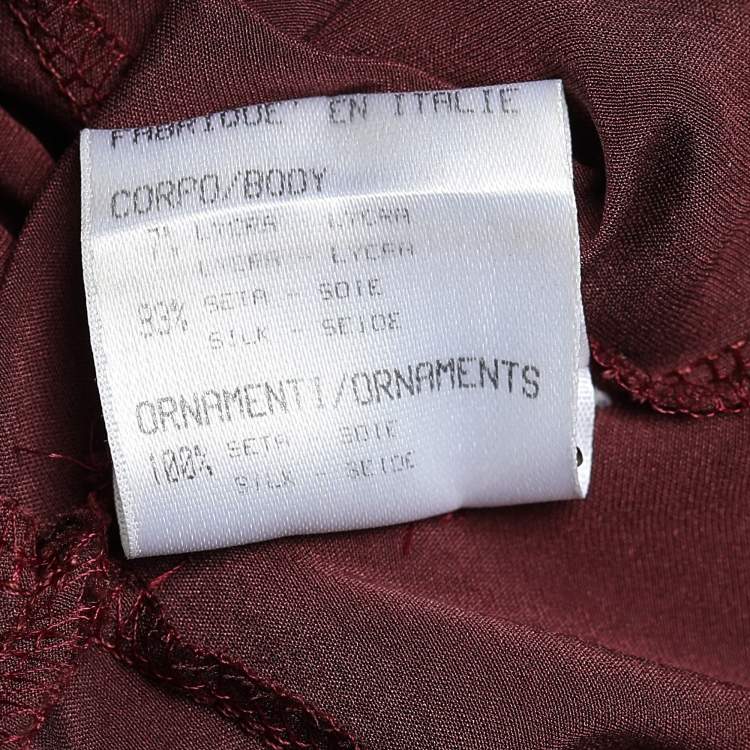 FABRIQUE' EN ITALIE
CORPO/BODY
7% LYCRA - LYCRA
LYCRA - LYCRA
93% SETA - SOIE
SILK - SEIDE
ORNAMENTI/ORNAMENTS
100% SETA - SOIE
SILK - SEIDE